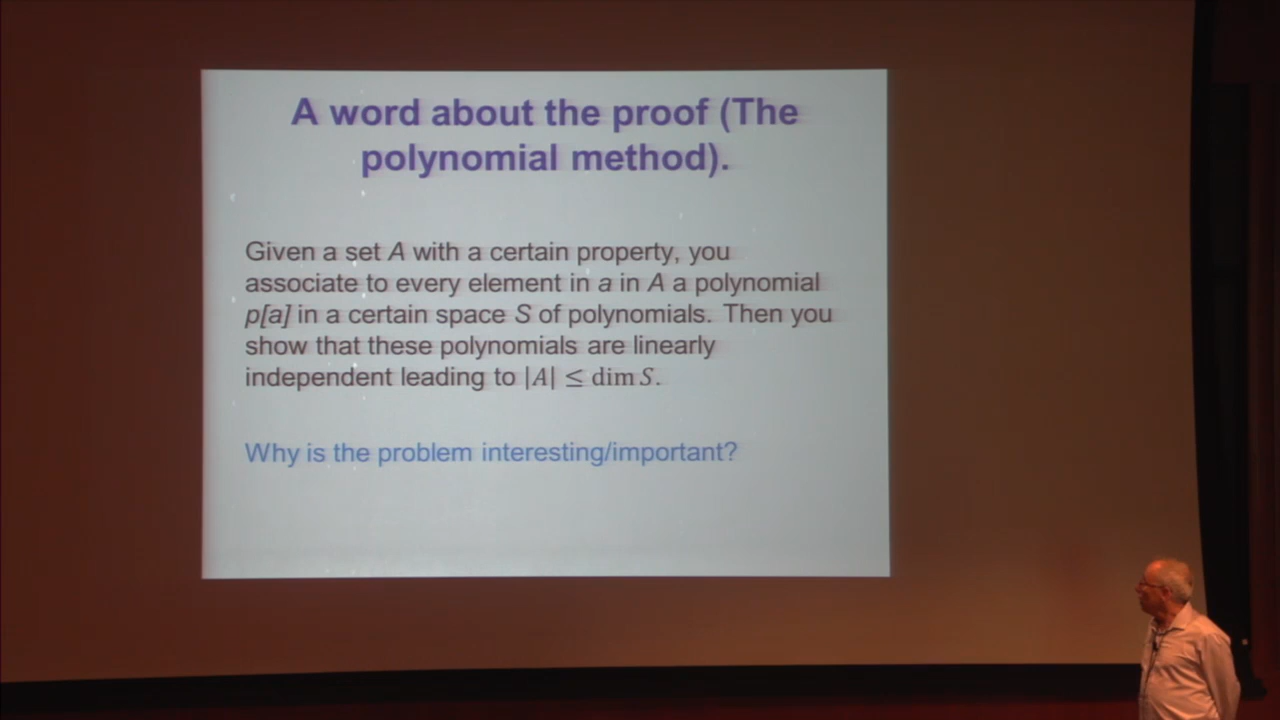 A word about the proof (The
polynomial method).
Given a set A with a certain property, you
associate to every element in a in A a polynomial
p[a] in a certain space S of polynomials. Then you
show that these polynomials are linearly
independent leading to |A| ≤ dim S.
Why is the problem interesting/important?